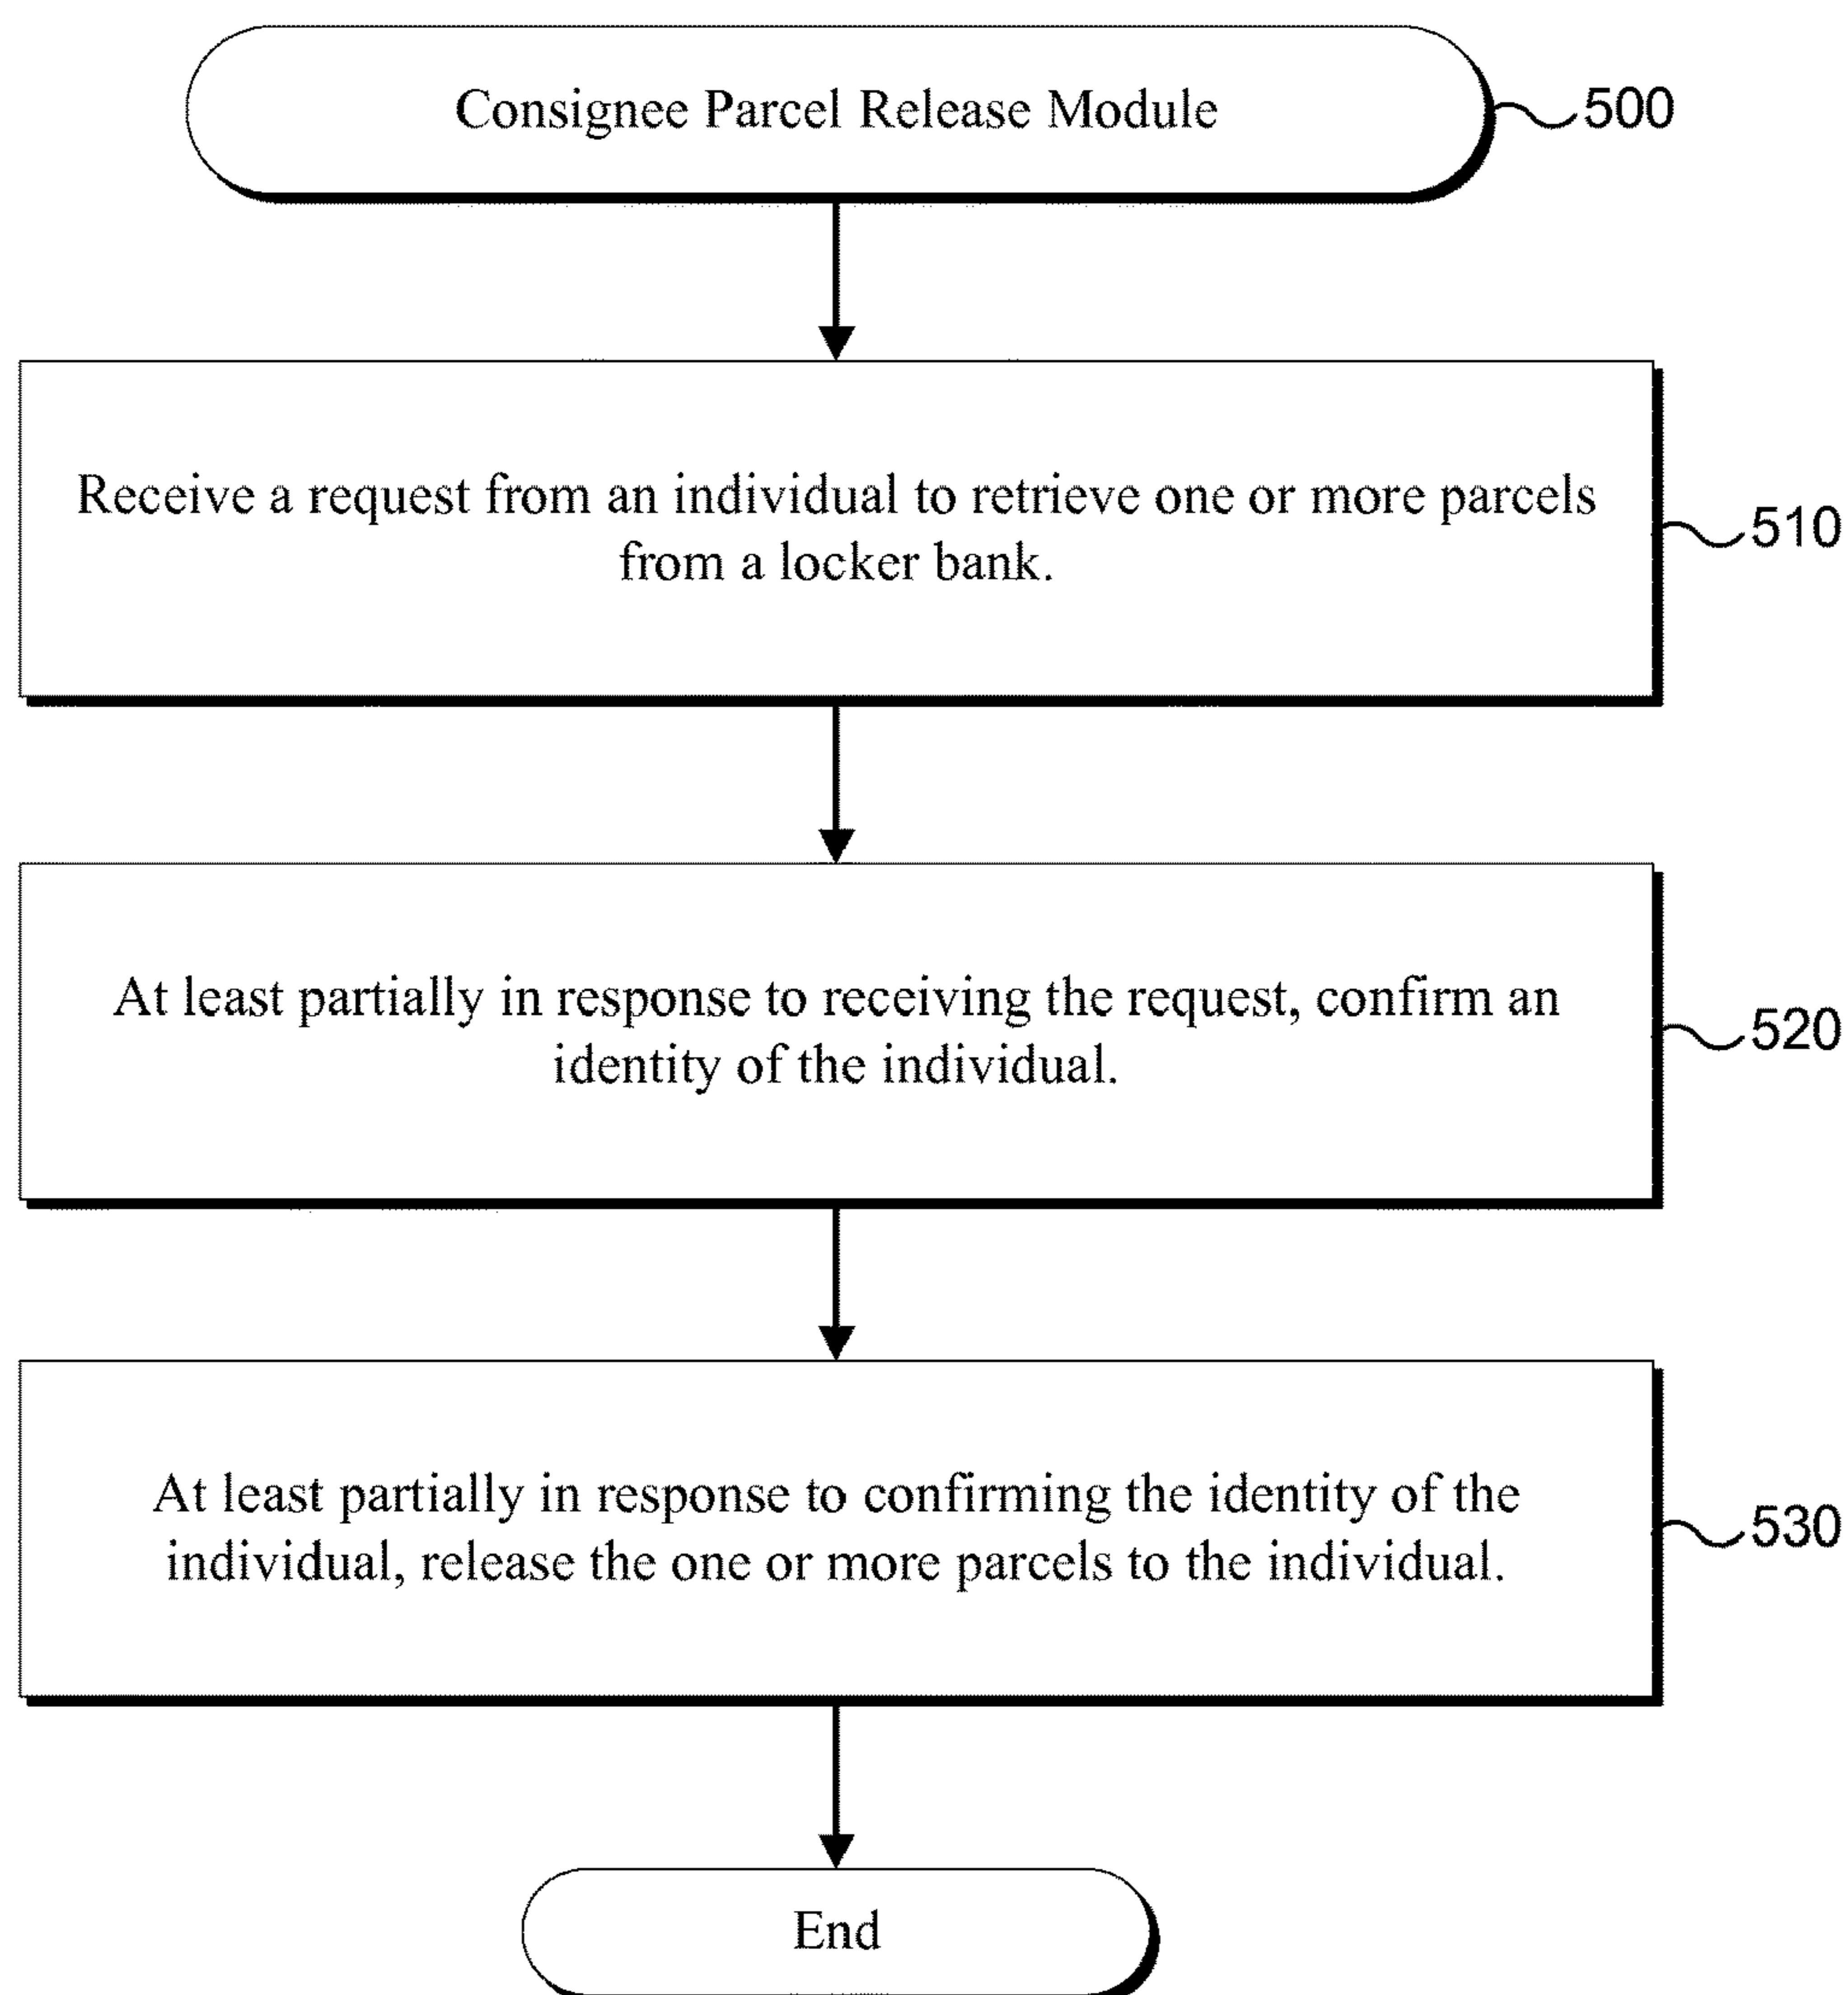 Consignee Parcel Release Module
500
Receive a request from an individual to retrieve one or more parcels
from a locker bank.
510
At least partially in response to receiving the request, confirm an
identity of the individual.
520
At least partially in response to confirming the identity of the
individual, release the one or more parcels to the individual.
530
End